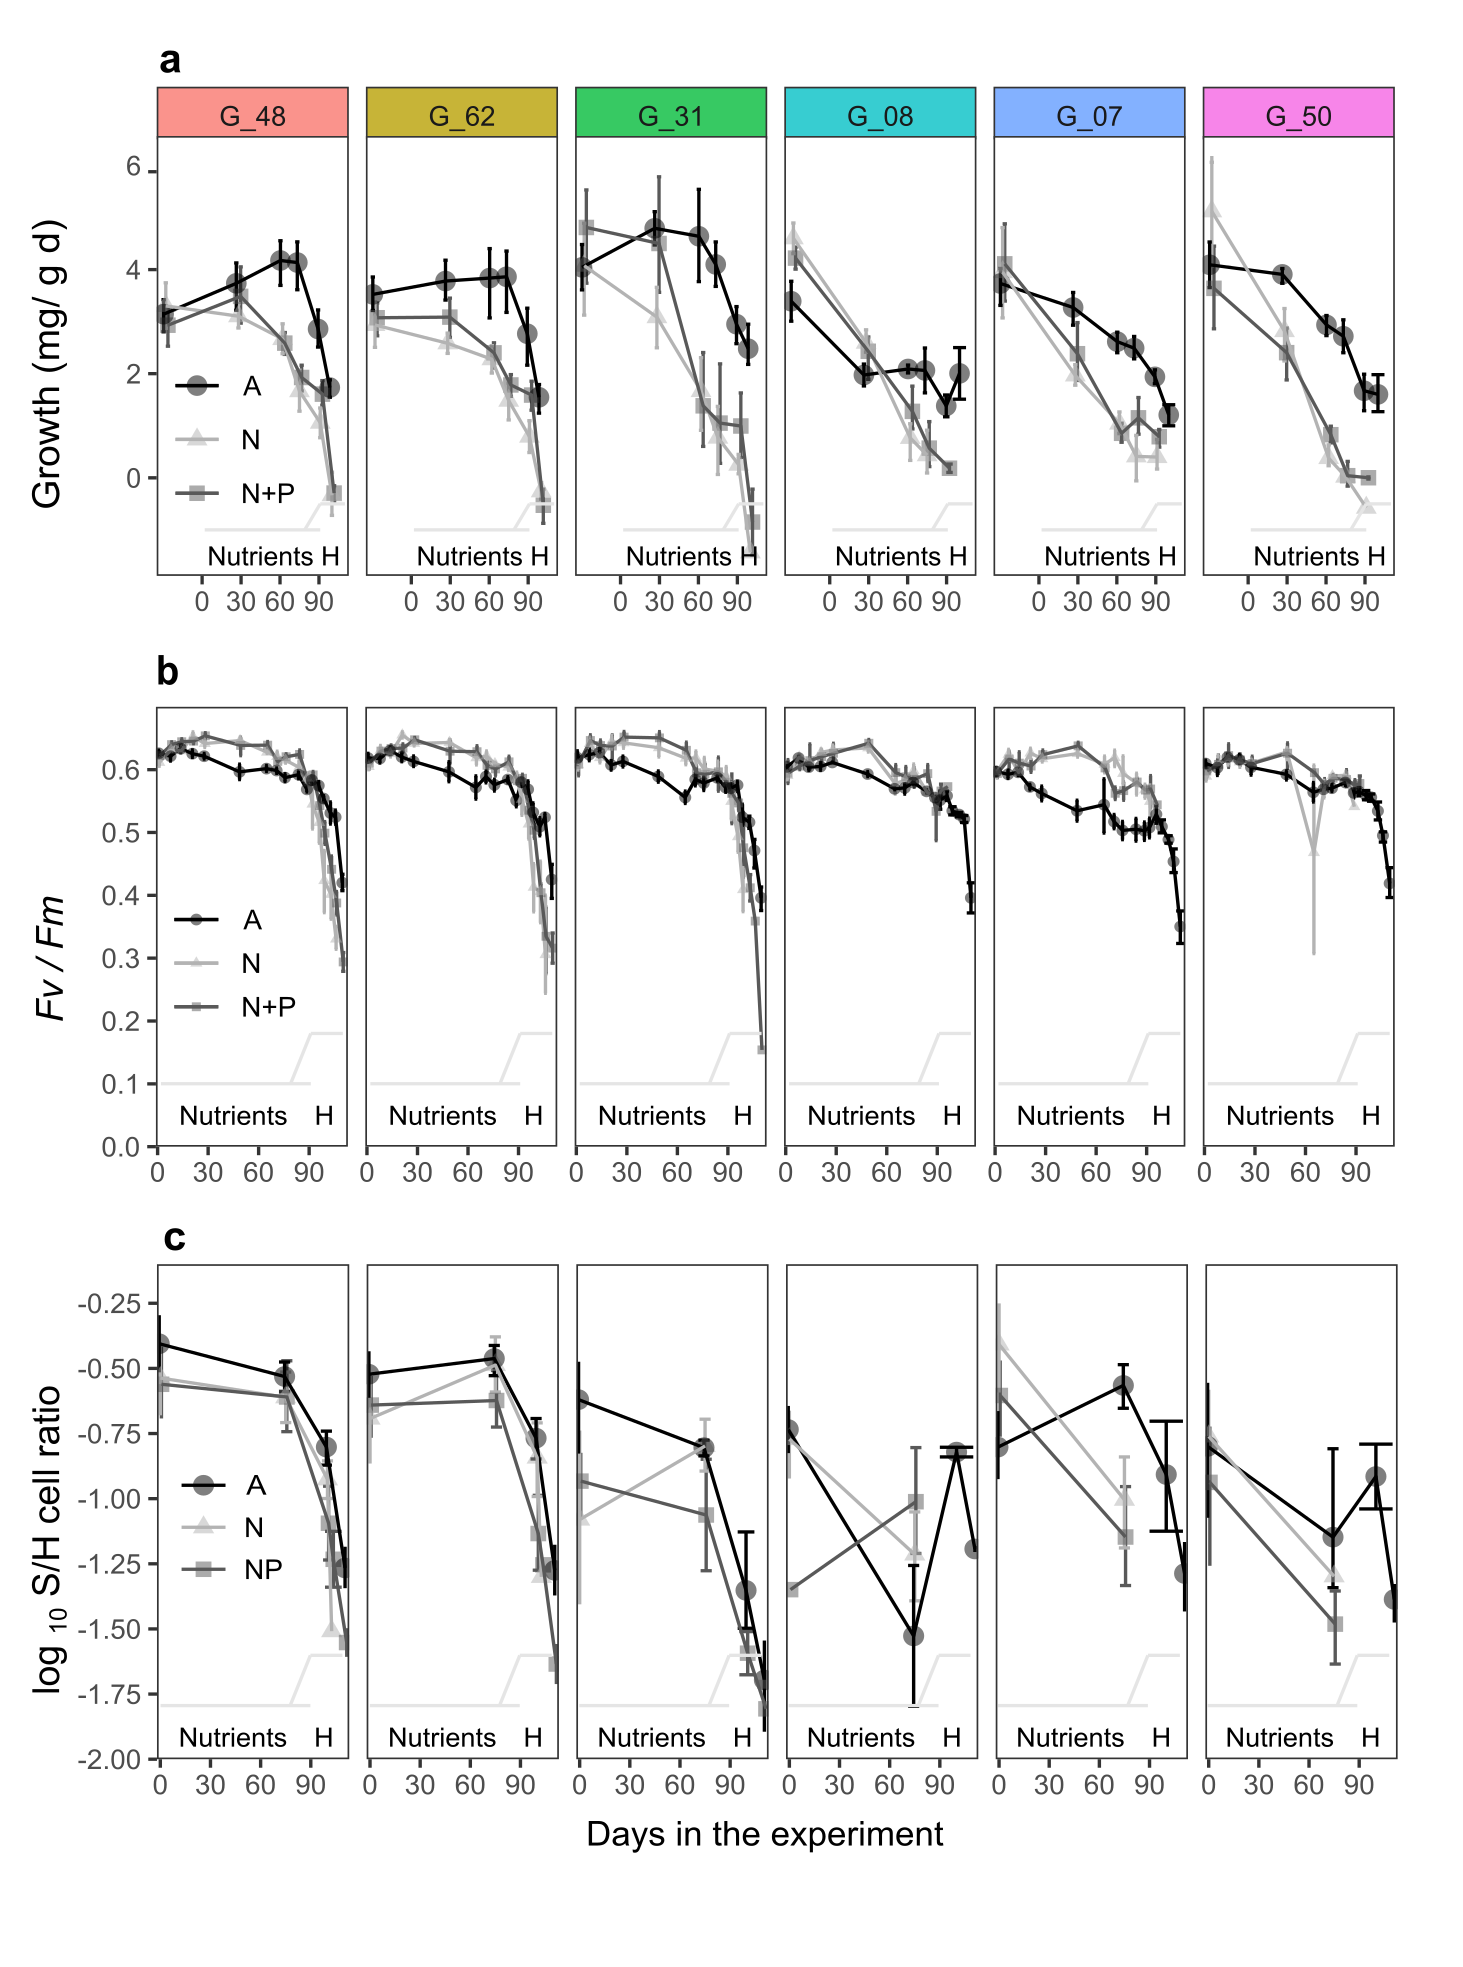 a
G_48 G_62 G_31 G_08 G_07 G_50
Growth (mg/ g d)
6
4
2
0
A
N
N+P
Nutrients H Nutrients H Nutrients H Nutrients H Nutrients H Nutrients H
0 30 60 90 0 30 60 90 0 30 60 90 0 30 60 90 0 30 60 90 0 30 60 90
b
Fv / Fm
0.6
0.5
0.4
0.3
0.2
0.1
0.0
A
N
N+P
Nutrients H Nutrients H Nutrients H Nutrients H Nutrients H Nutrients H
0 30 60 90 0 30 60 90 0 30 60 90 0 30 60 90 0 30 60 90 0 30 60 90
c
log 10 S/H cell ratio
-0.25
-0.50
-0.75
-1.00
-1.25
-1.50
-1.75
-2.00
A
N
NP
Nutrients H Nutrients H Nutrients H Nutrients H Nutrients H Nutrients H
0 30 60 90 0 30 60 90 0 30 60 90 0 30 60 90 0 30 60 90 0 30 60 90
Days in the experiment